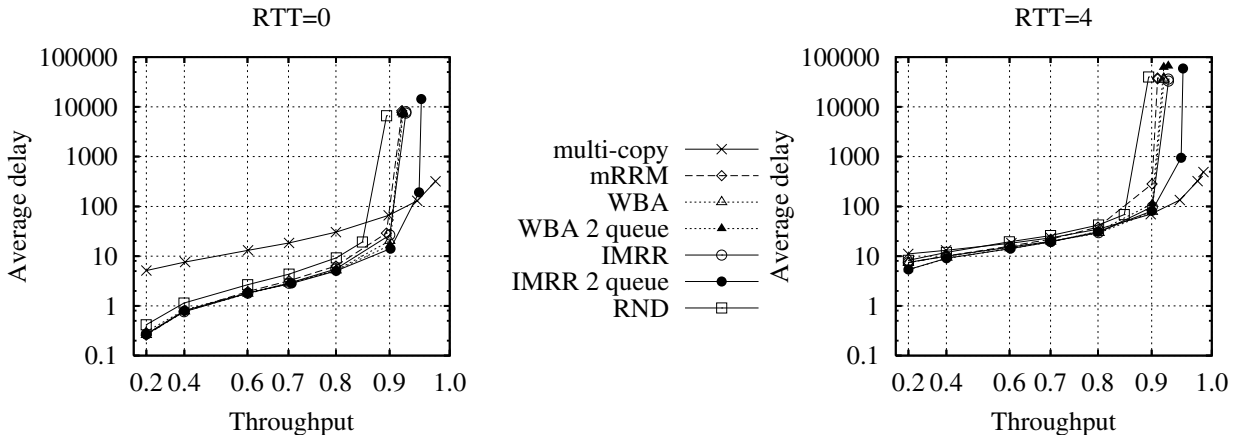 RTT=0
Average delay
100000
10000
1000
100
10
1
0.1
0.2 0.4 0.6 0.7 0.8 0.9 1.0
Throughput
multi-copy
mRRM
WBA
WBA 2 queue
IMRR
IMRR 2 queue
RND
RTT=4
Average delay
100000
10000
1000
100
10
1
0.1
0.2 0.4 0.6 0.7 0.8 0.9 1.0
Throughput